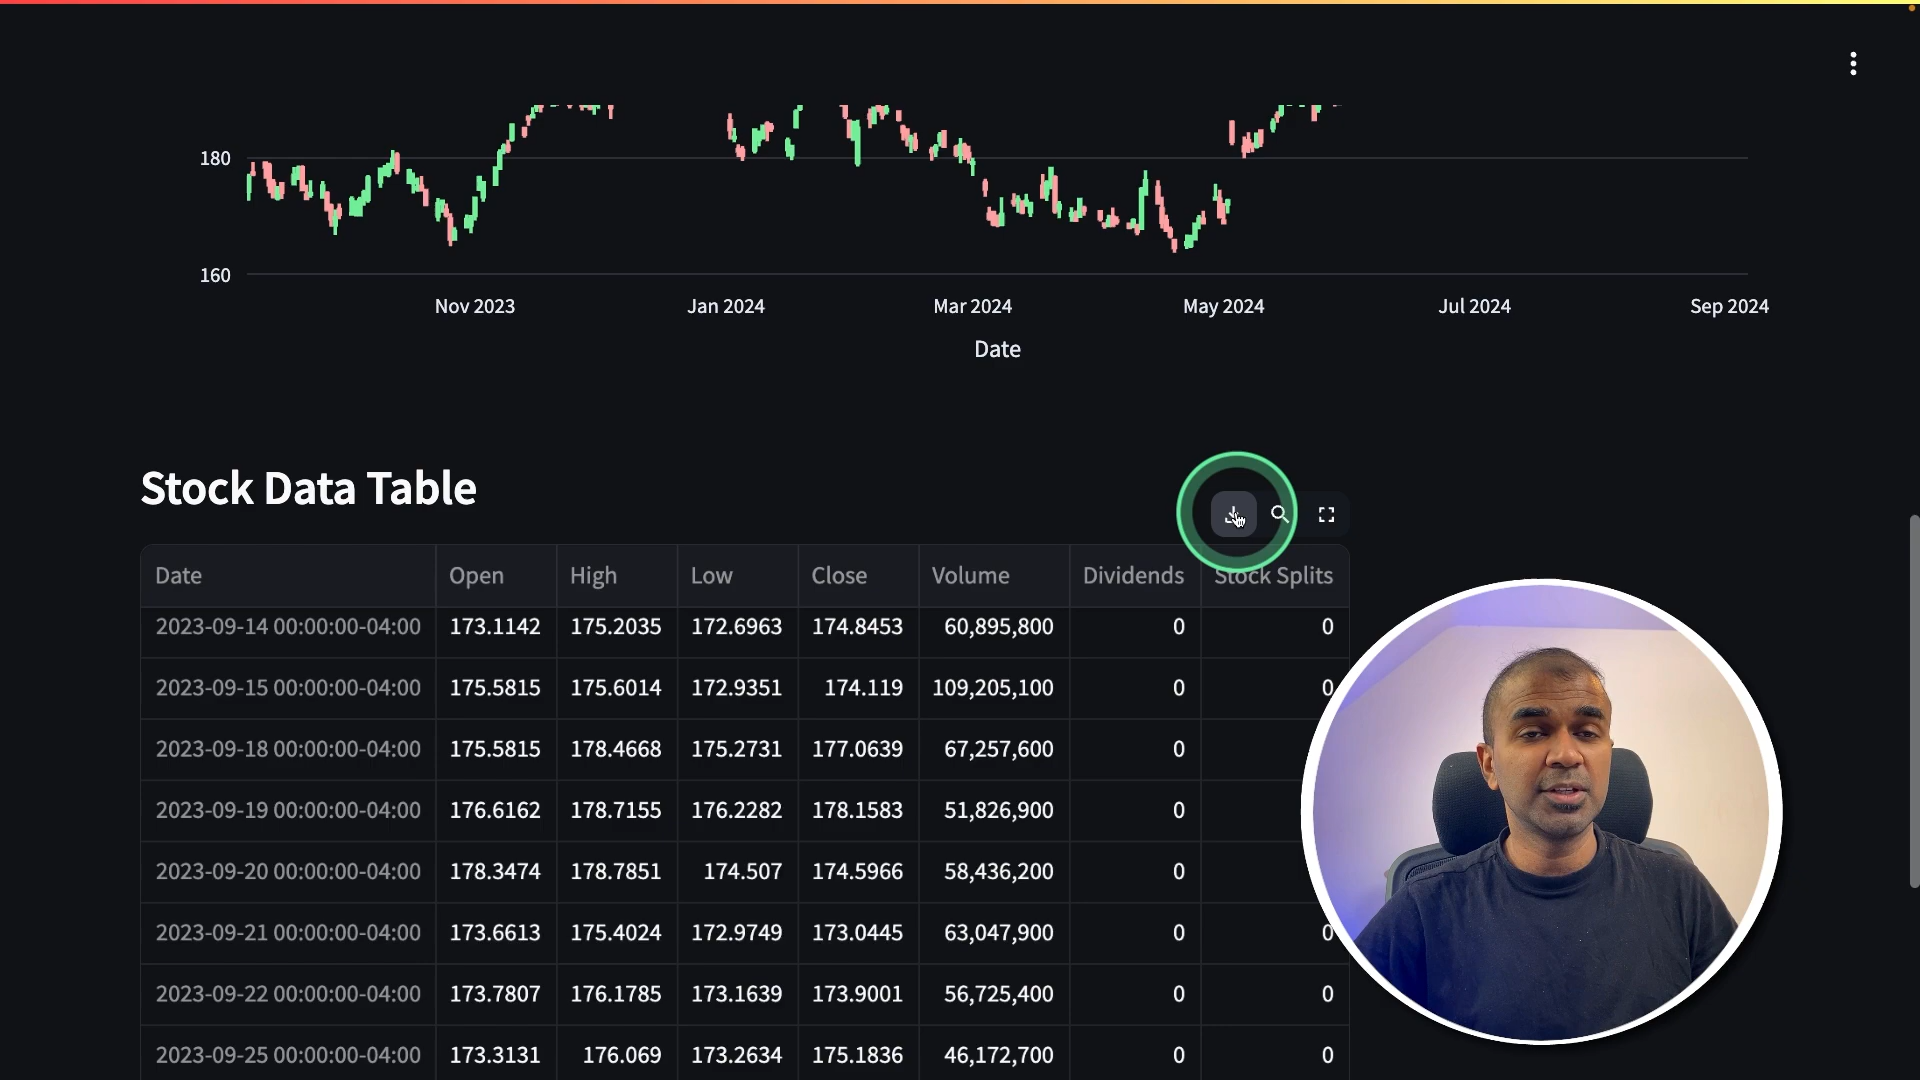 180
160
Nov 2023 Jan 2024 Mar 2024 May 2024 Jul 2024 Sep 2024
Date
Stock Data Table
Date Open High Low Close Volume Dividends Stock Splits
2023-09-14 00:00:00-04:00 173.1142 175.2035 172.6963 174.8453 60,895,800 0 0
2023-09-15 00:00:00-04:00 175.5815 175.6014 172.9351 174.119 109,205,100 0 0
2023-09-18 00:00:00-04:00 175.5815 178.4668 175.2731 177.0639 67,257,600 0
2023-09-19 00:00:00-04:00 176.6162 178.7155 176.2282 178.1583 51,826,900 0
2023-09-20 00:00:00-04:00 178.3474 178.7851 174.507 174.5966 58,436,200 0
2023-09-21 00:00:00-04:00 173.6613 175.4024 172.9749 173.0445 63,047,900 0 0
2023-09-22 00:00:00-04:00 173.7807 176.1785 173.1639 173.9001 56,725,400 0 0
2023-09-25 00:00:00-04:00 173.3131 176.069 173.2634 175.1836 46,172,700 0 0